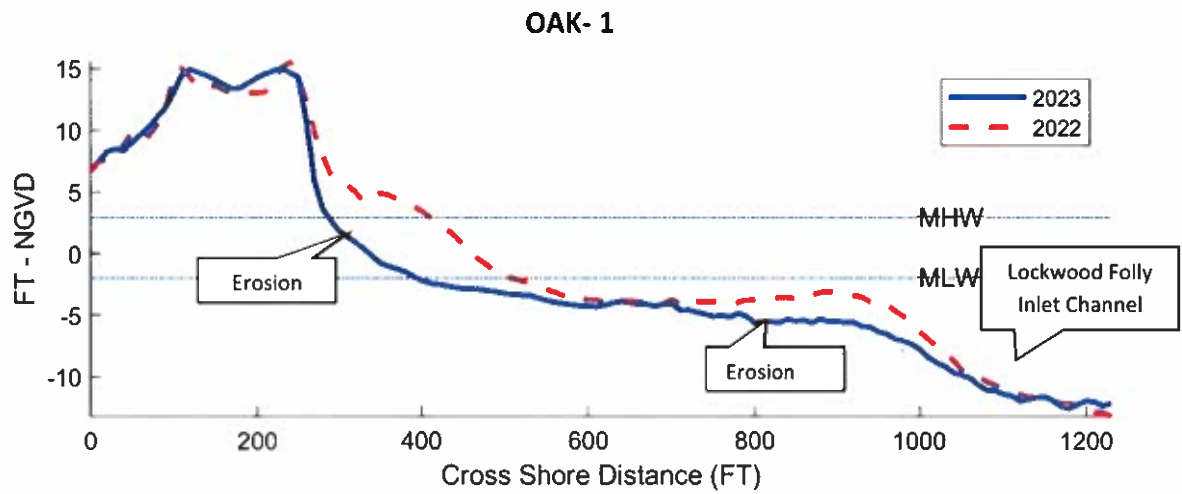 OAK- 1
15
10
5
0
-5
-10
FT - NGVD
2023
2022
MHW
MLW
Erosion
Erosion
Lockwood Folly
Inlet Channel
0
200
400
600
800
1000
1200
Cross Shore Distance (FT)